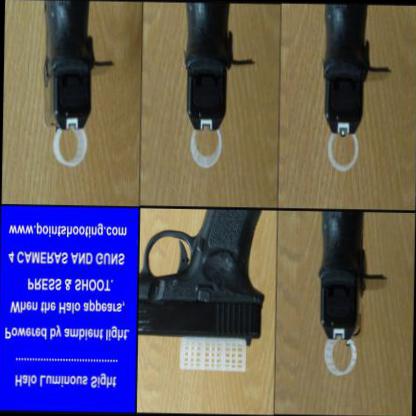 Halo Luminous Sight
................................
Powered by ambient light.
When the Halo appears,
PRESS & SHOOT.
4 CAMERAS AND GUNS
www.pointshooting.com